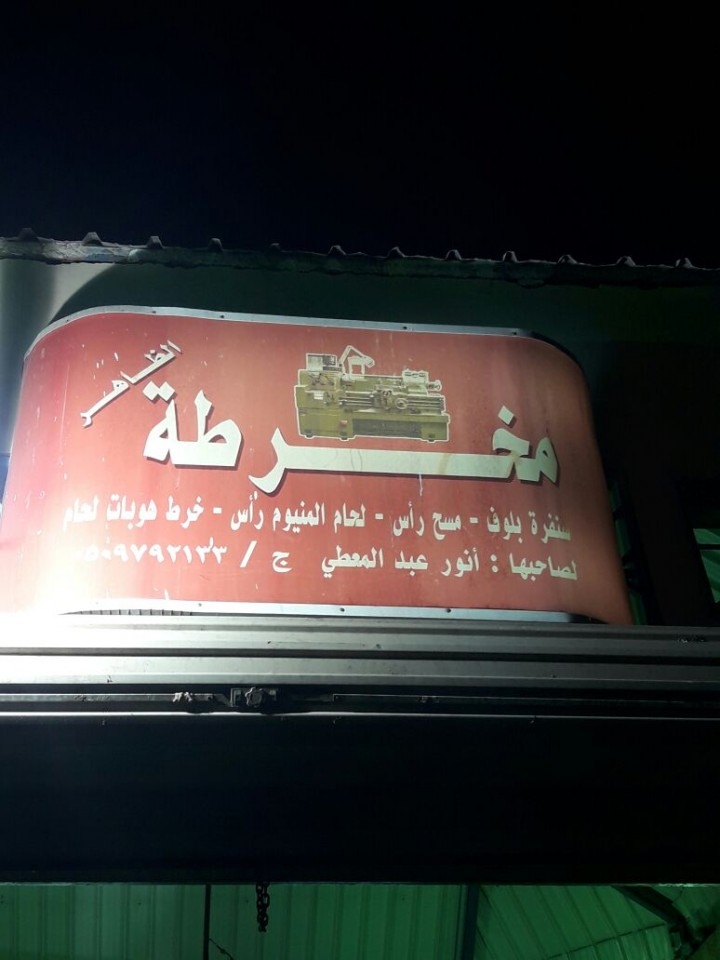 مخرطة
الظاهر
سنفرة بلوف - مسح رأس - لحام المنيوم رأس - خرط هوبات لحام
لصاحبها : أنور عبد المعطي ج / ٠٥٠٩٧٩٢١٣٣